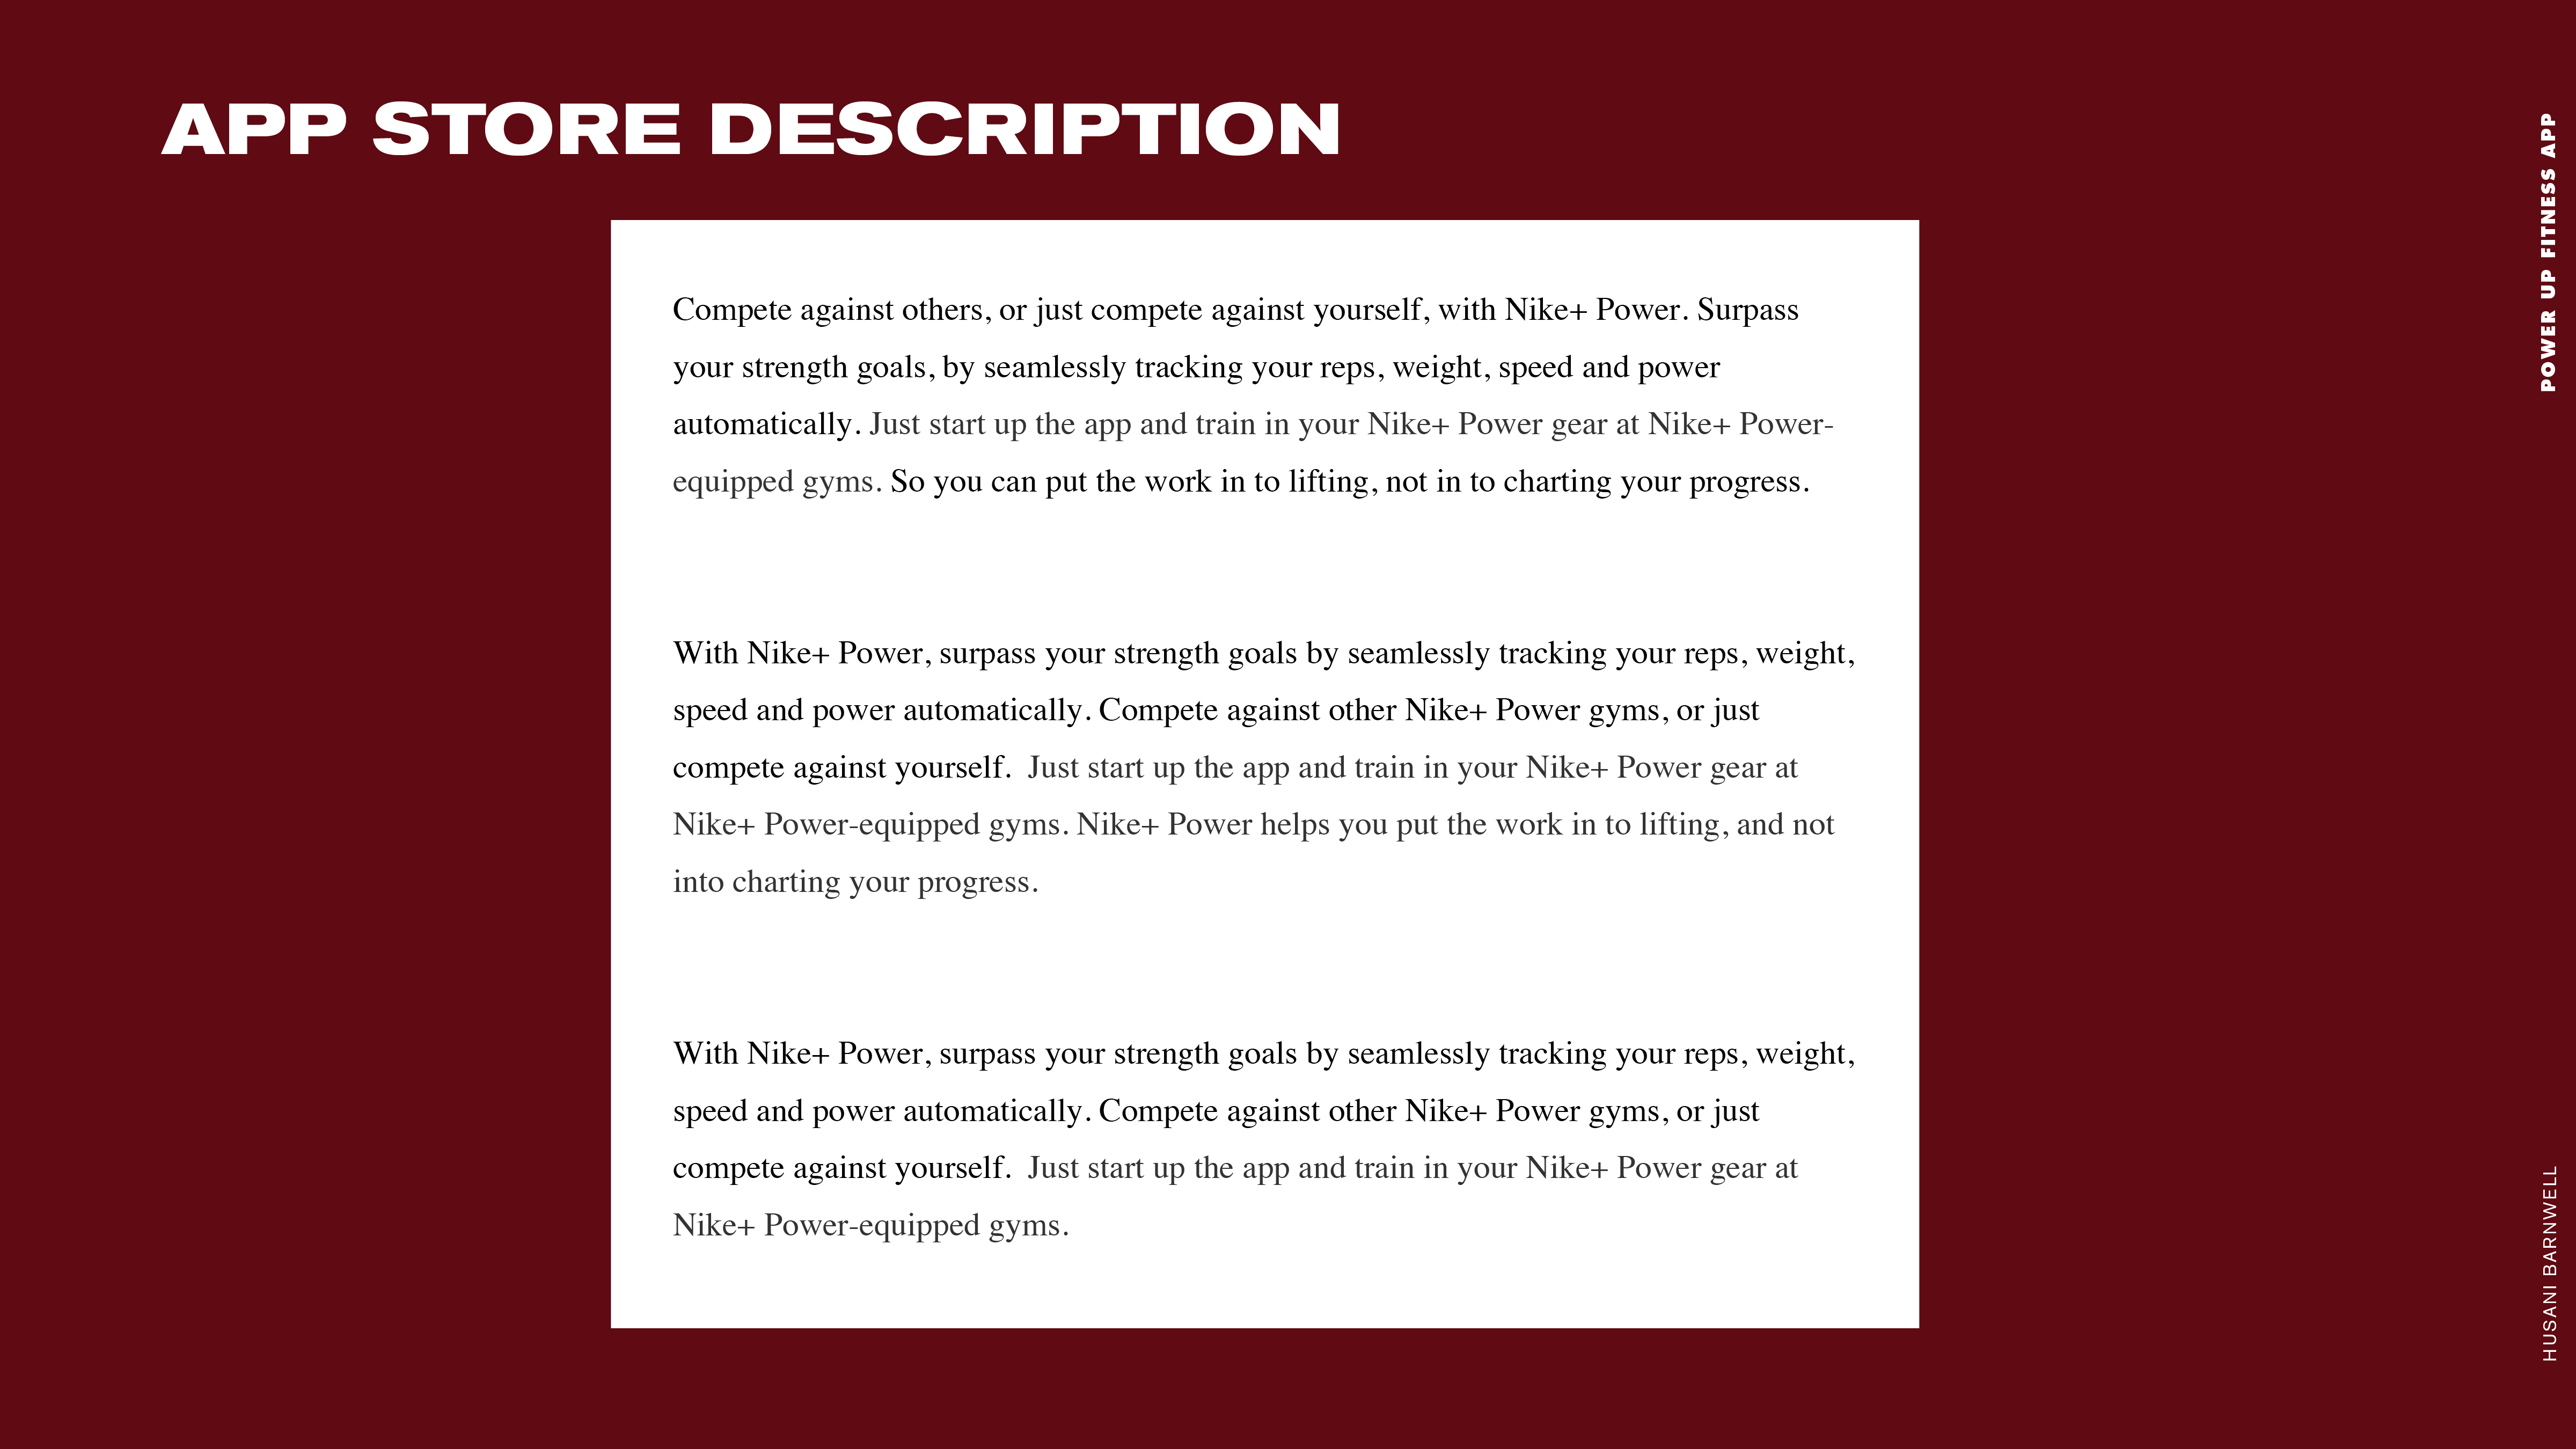 APP STORE DESCRIPTION
Compete against others, or just compete against yourself, with Nike+ Power. Surpass
your strength goals, by seamlessly tracking your reps, weight, speed and power
automatically. Just start up the app and train in your Nike+ Power gear at Nike+ Power-
equipped gyms. So you can put the work in to lifting, not in to charting your progress.
With Nike+ Power, surpass your strength goals by seamlessly tracking your reps, weight,
speed and power automatically. Compete against other Nike+ Power gyms, or just
compete against yourself.  Just start up the app and train in your Nike+ Power gear at
Nike+ Power-equipped gyms. Nike+ Power helps you put the work in to lifting, and not
into charting your progress.
With Nike+ Power, surpass your strength goals by seamlessly tracking your reps, weight,
speed and power automatically. Compete against other Nike+ Power gyms, or just
compete against yourself.  Just start up the app and train in your Nike+ Power gear at
Nike+ Power-equipped gyms.
POWER UP FITNESS APP
HUSANI BARNWELL